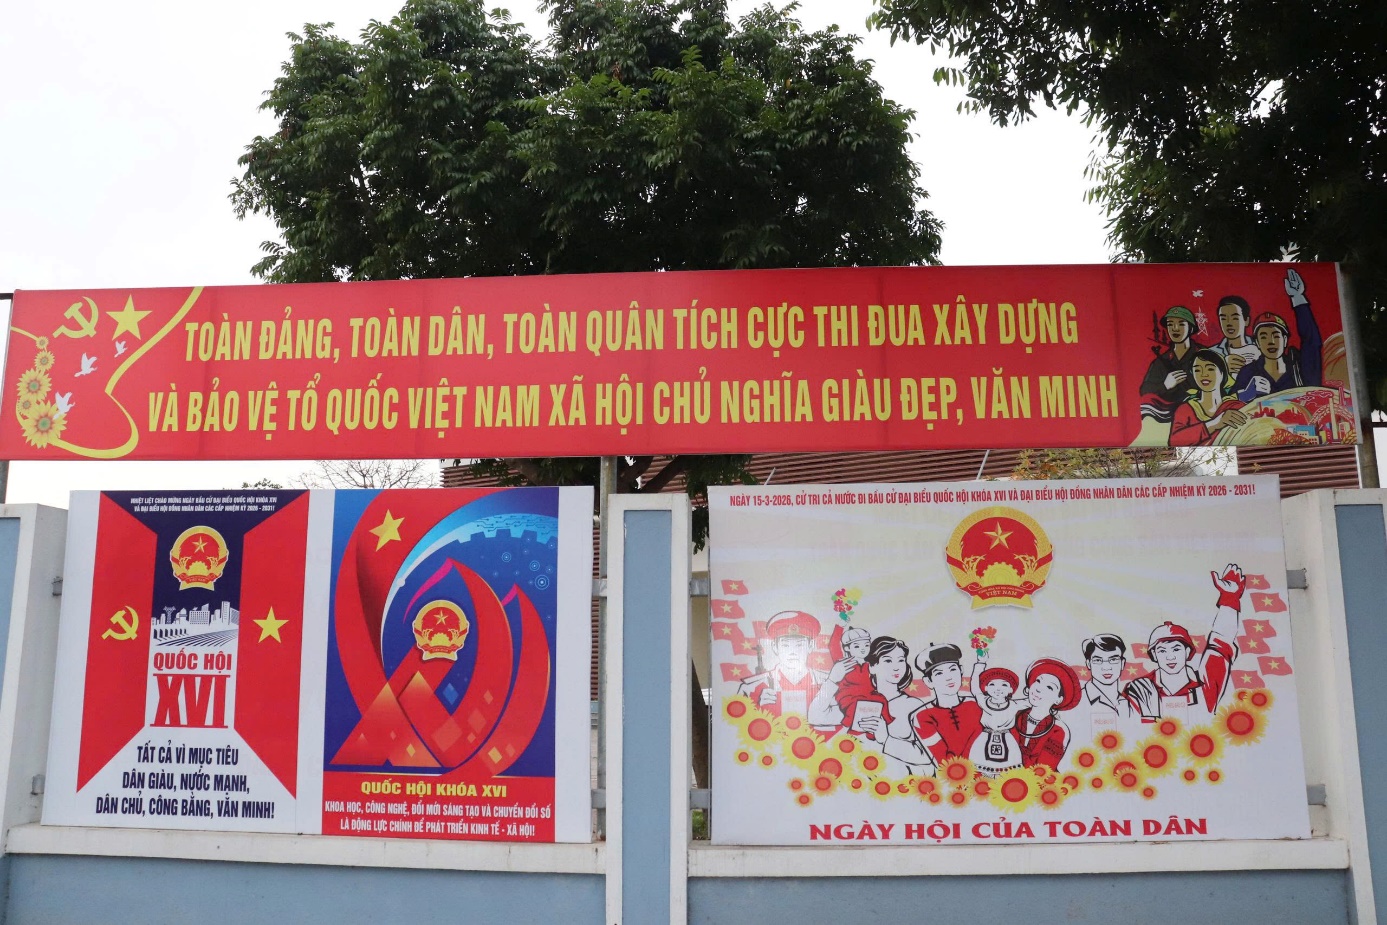 TOÀN ĐẢNG, TOÀN DÂN, TOÀN QUÂN TÍCH CỰC THI ĐUA XÂY DỰNG
VÀ BẢO VỆ TỔ QUỐC VIỆT NAM XÃ HỘI CHỦ NGHĨA GIÀU ĐẸP, VĂN MINH
NHIỆT LIỆT CHÀO MỪNG NGÀY BẦU CỬ ĐẠI BIỂU QUỐC HỘI KHÓA XVI
VÀ ĐẠI BIỂU HỘI ĐỒNG NHÂN DÂN CÁC CẤP NHIỆM KỲ 2026 - 2031!
QUỐC HỘI
XVI
TẤT CẢ VÌ MỤC TIÊU
DÂN GIÀU, NƯỚC MẠNH,
DÂN CHỦ, CÔNG BẰNG, VĂN MINH!
QUỐC HỘI KHÓA XVI
KHOA HỌC, CÔNG NGHỆ, ĐỔI MỚI SÁNG TẠO VÀ CHUYỂN ĐỔI SỐ
LÀ ĐỘNG LỰC CHÍNH ĐỂ PHÁT TRIỂN KINH TẾ - XÃ HỘI!
NGÀY 15-3-2026, CỬ TRI CẢ NƯỚC ĐI BẦU CỬ ĐẠI BIỂU QUỐC HỘI KHÓA XVI VÀ ĐẠI BIỂU HỘI ĐỒNG NHÂN DÂN CÁC CẤP NHIỆM KỲ 2026 - 2031!
VIỆT NAM
NGÀY HỘI CỦA TOÀN DÂN